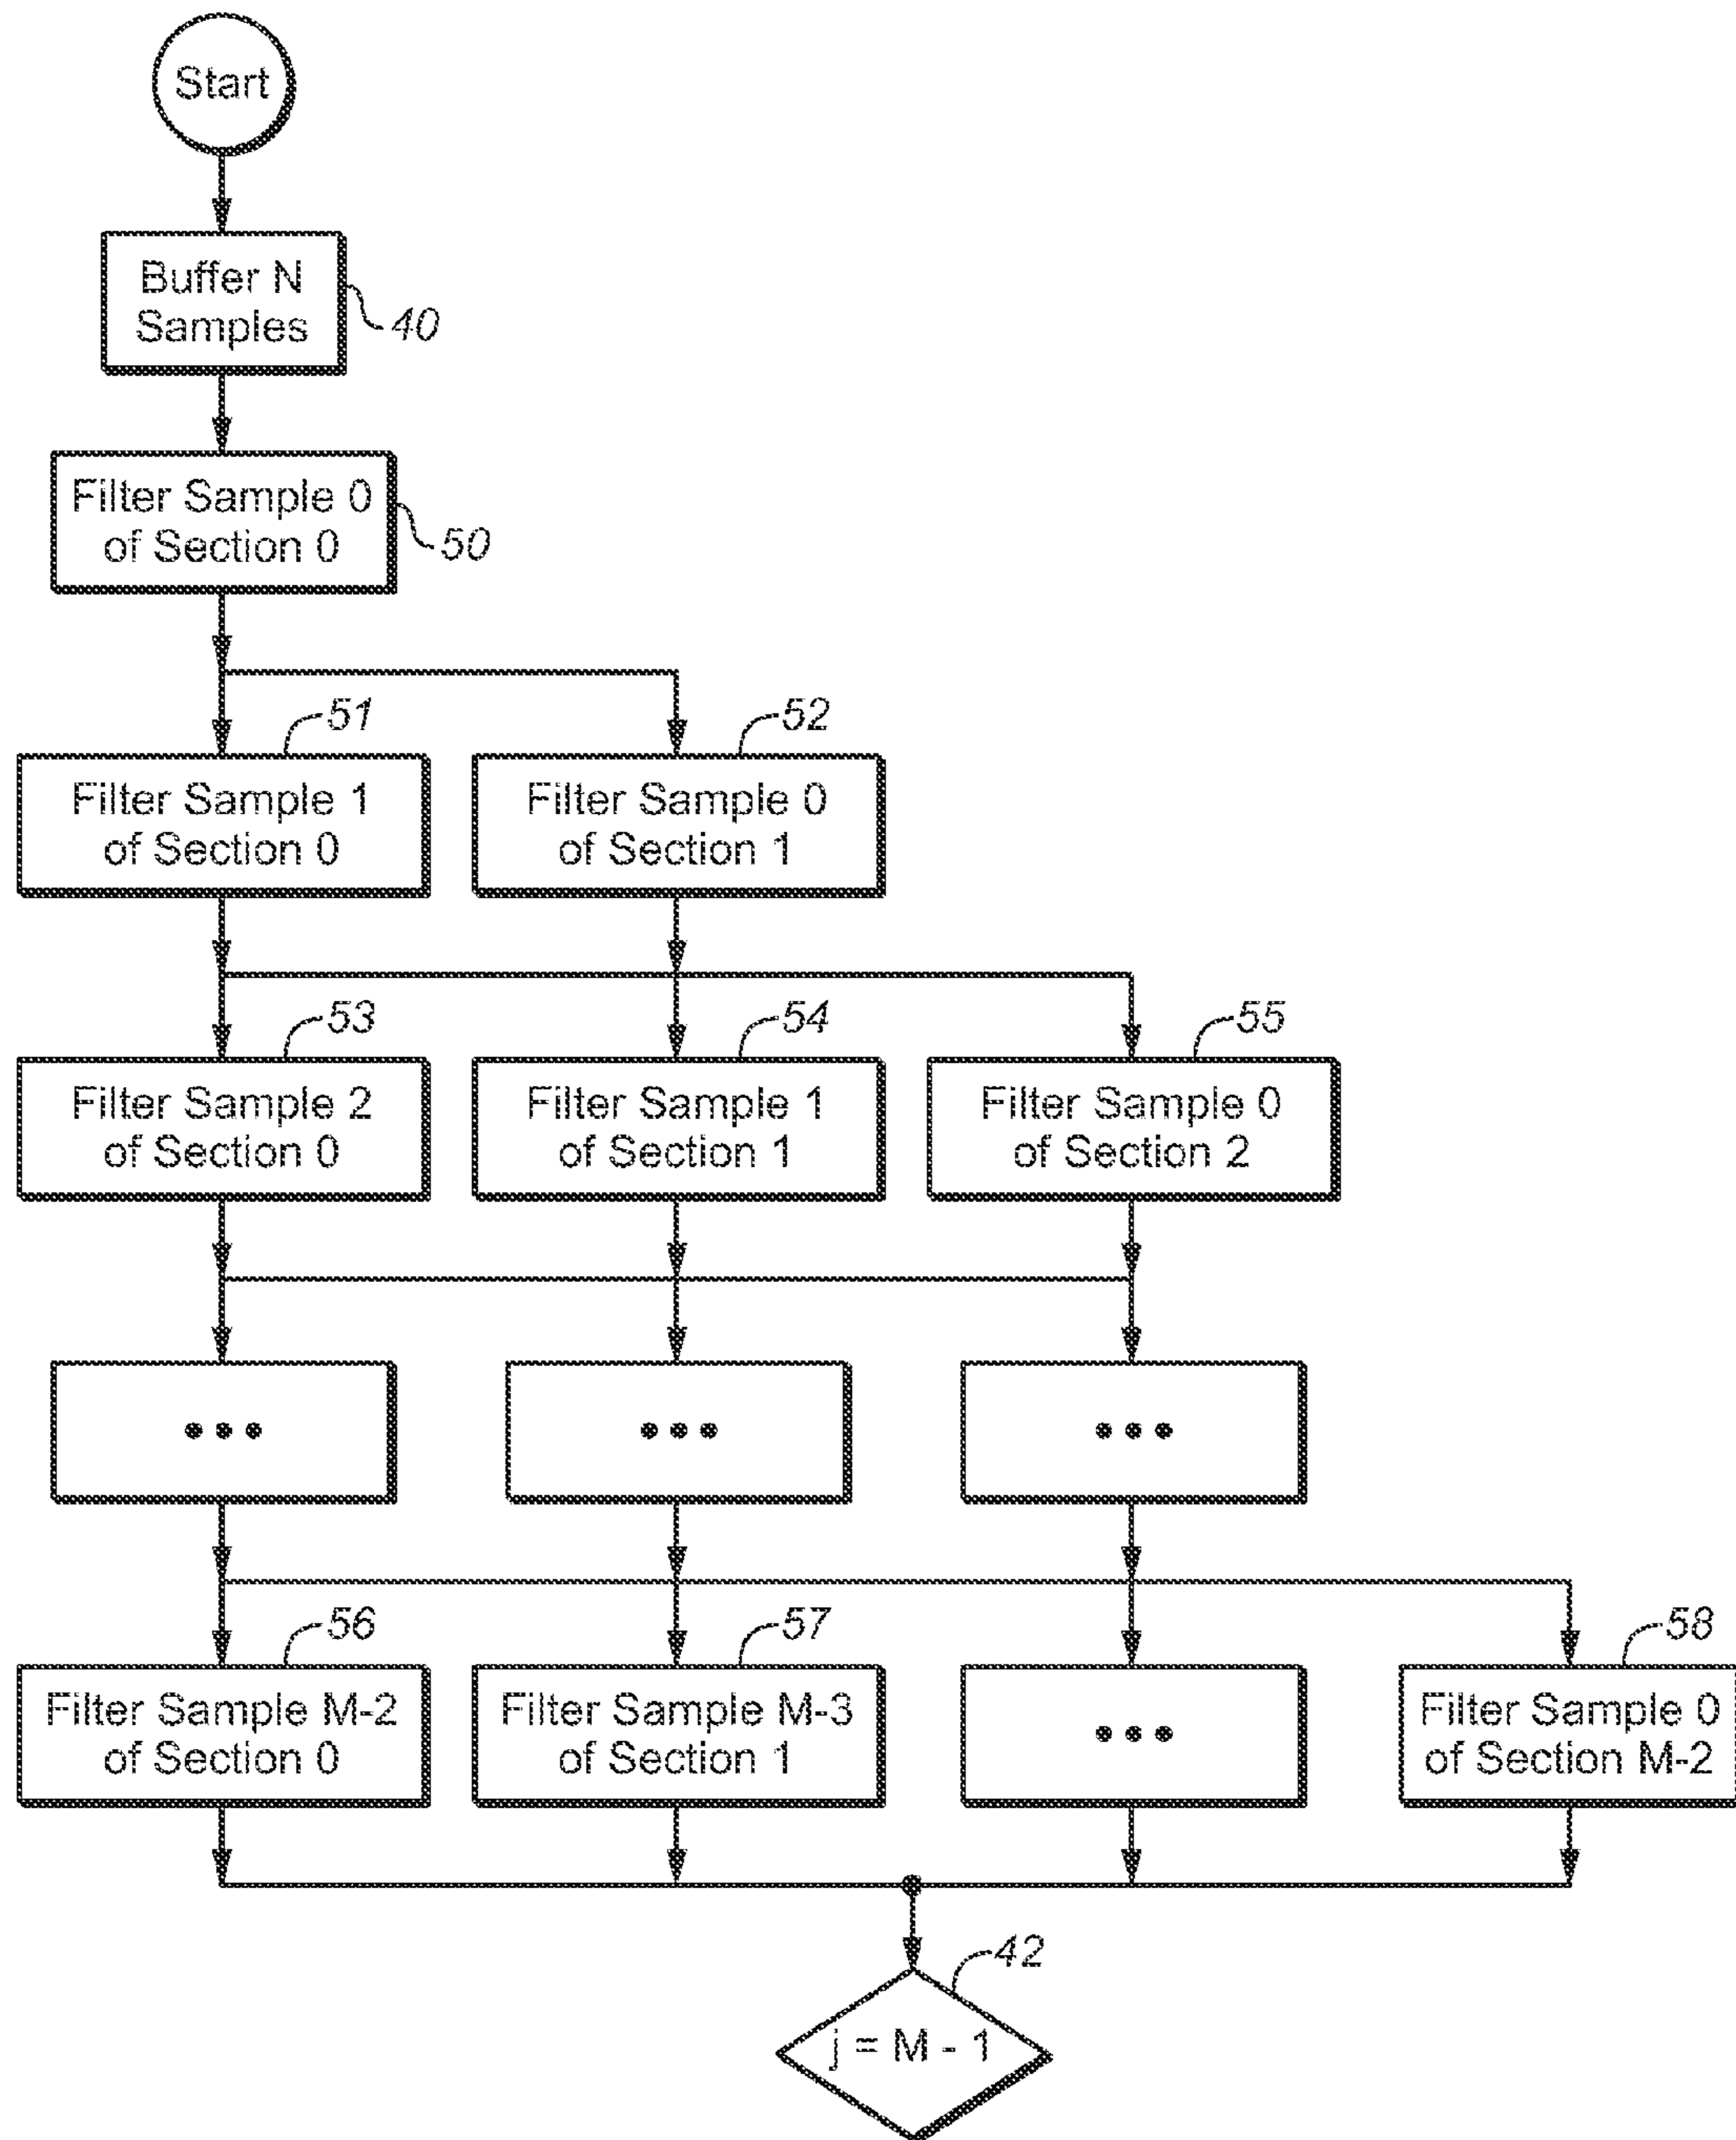 Start
Buffer N
Samples
40
Filter Sample 0
of Section 0
50
51
52
Filter Sample 1
of Section 0
Filter Sample 0
of Section 1
53
54
55
Filter Sample 2
of Section 0
Filter Sample 1
of Section 1
Filter Sample 0
of Section 2
•••
•••
•••
56
57
58
Filter Sample M-2
of Section 0
Filter Sample M-3
of Section 1
•••
Filter Sample 0
of Section M-2
42
j = M - 1